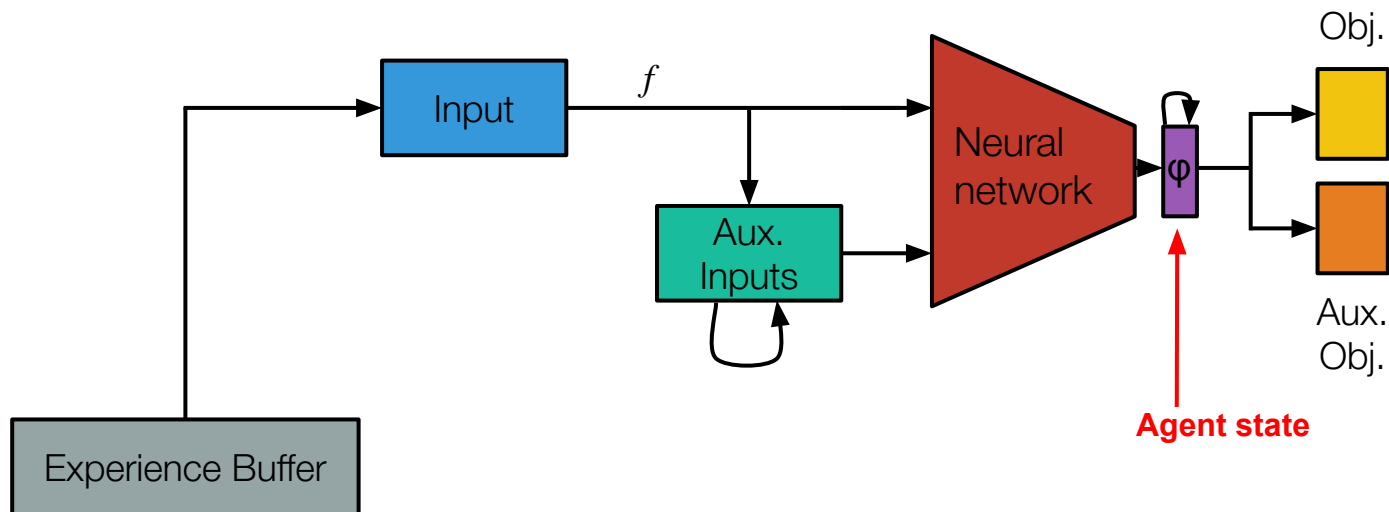 Obj.
Input
f
Neural
network
φ
Aux.
Inputs
Aux.
Obj.
Agent state
Experience Buffer